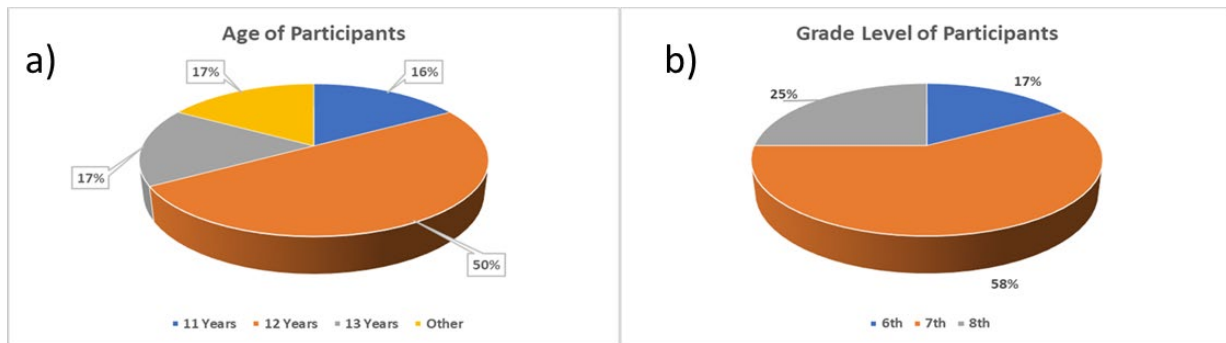 a)
Age of Participants
17%
16%
17%
50%
11 Years 12 Years 13 Years Other
b)
Grade Level of Participants
25%
17%
58%
6th 7th 8th